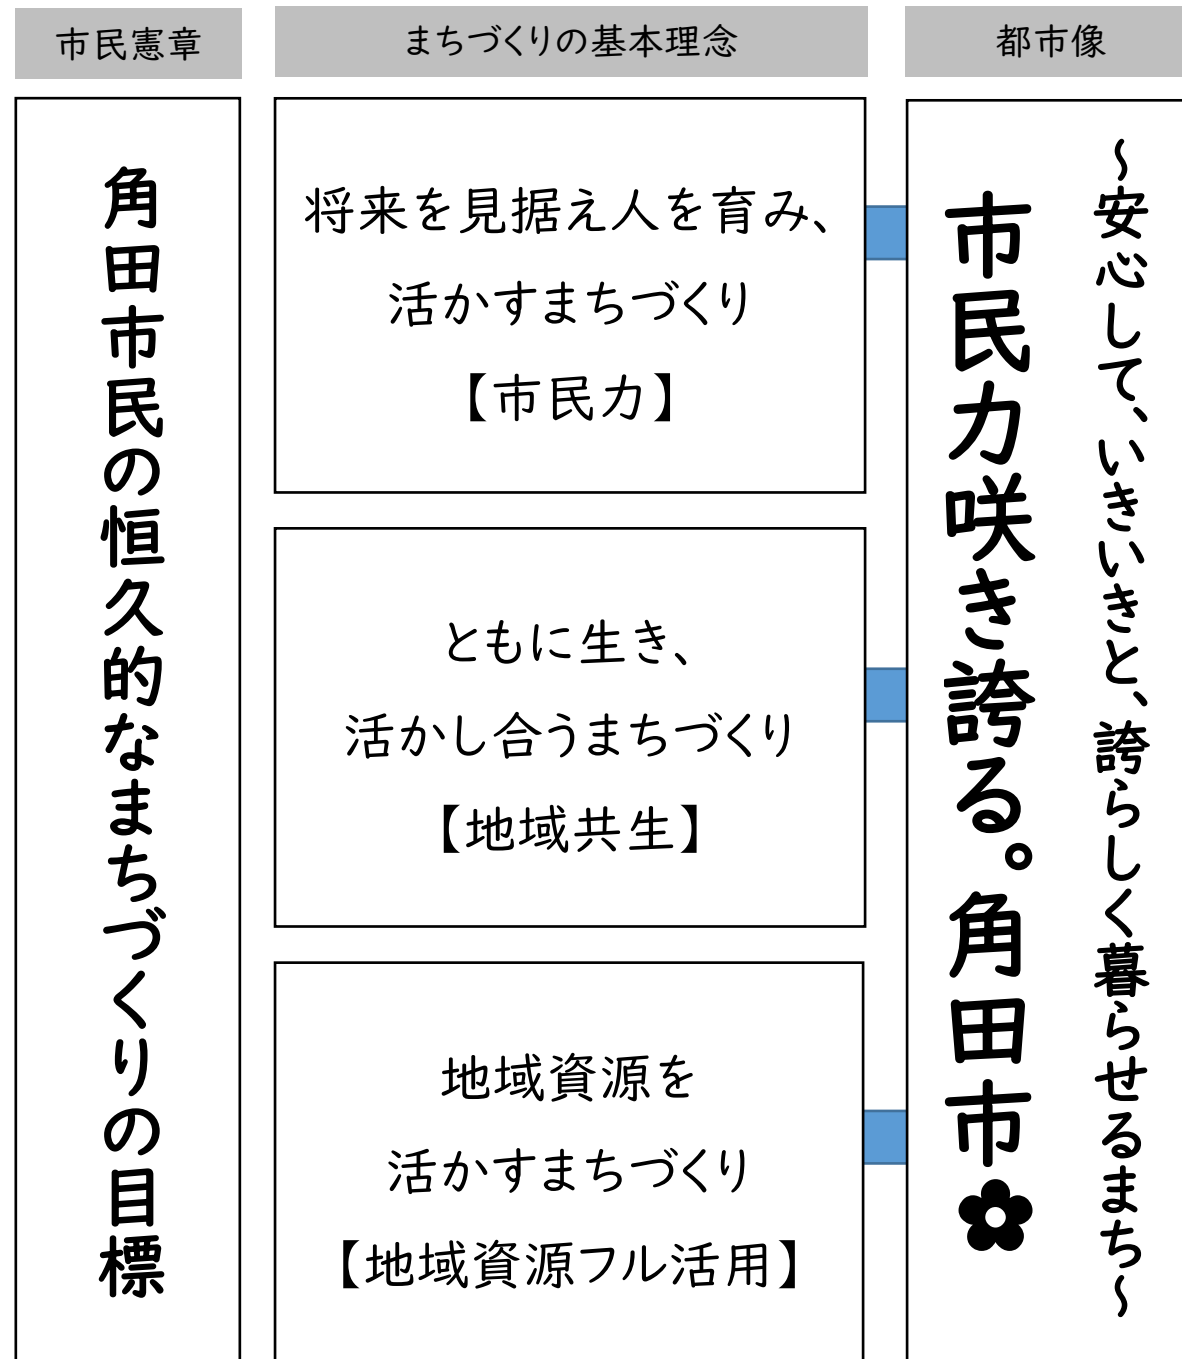 市民憲章
まちづくりの基本理念
都市像
角田市民の恒久的なまちづくりの目標
将来を見据え人を育み、
活かすまちづくり
【市民力】
ともに生き、
活かし合うまちづくり
【地域共生】
地域資源を
活かすまちづくり
【地域資源フル活用】
～安心して、いきいきと、誇らしく暮らせるまち～
市民力咲き誇る。角田市✿